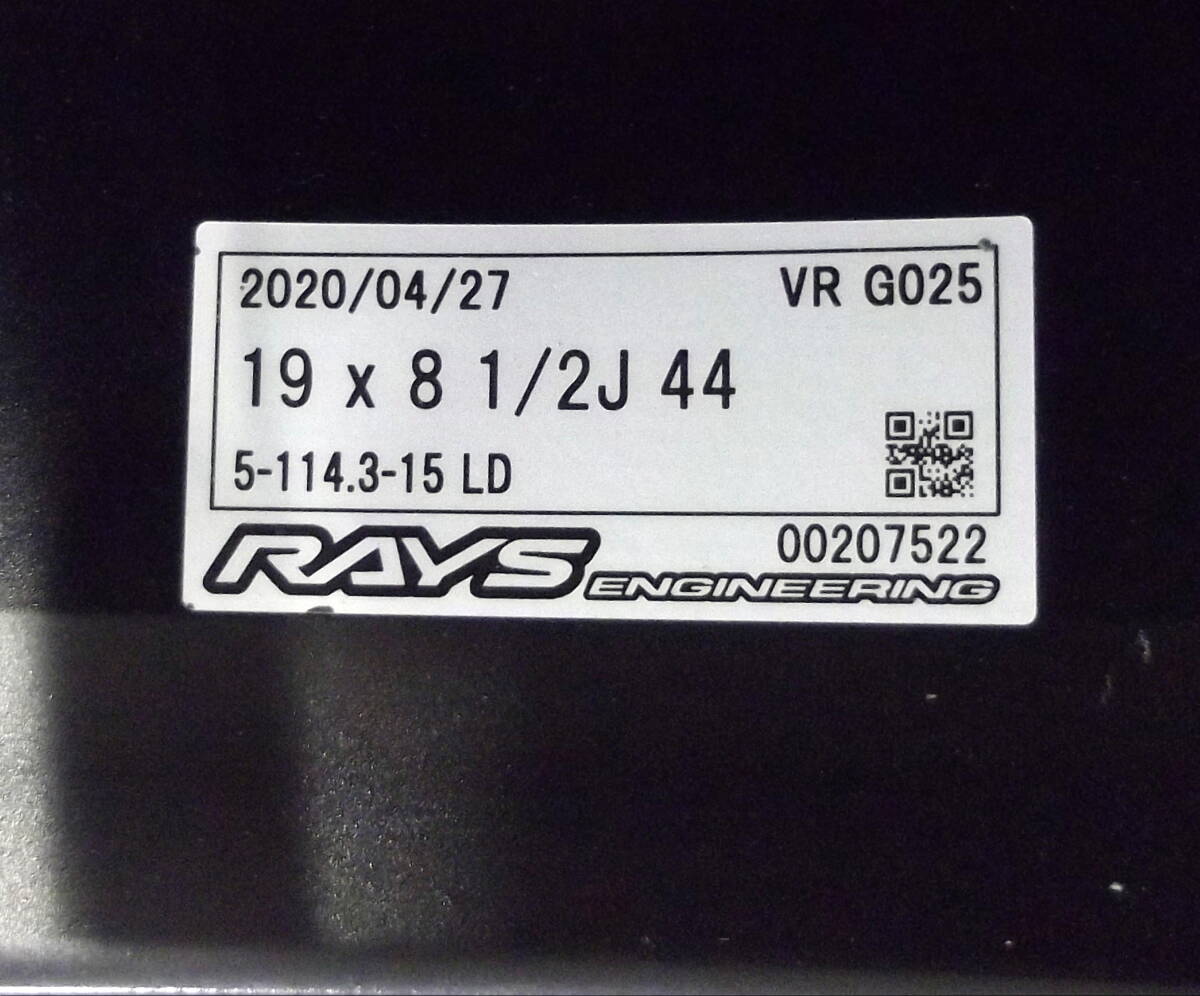 2020/04/27 VR G025
19 x 8 1/2J 44
5-114.3-15 LD
00207522
RAYS ENGINEERING